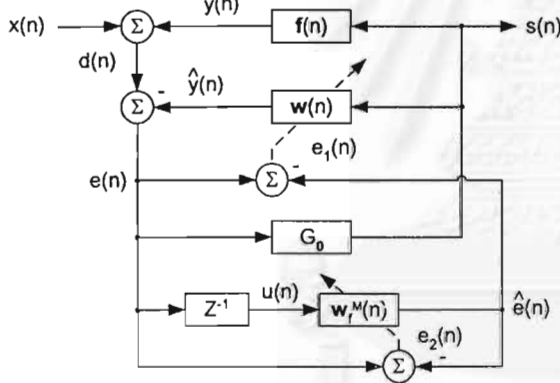 y(n)
x(n) Σ f(n) s(n)
d(n)
Σ - ŷ(n) w(n)
e₁(n)
e(n) Σ -
G₀
Z⁻¹ u(n) w_f^M(n) ê(n)
e₂(n)
Σ -